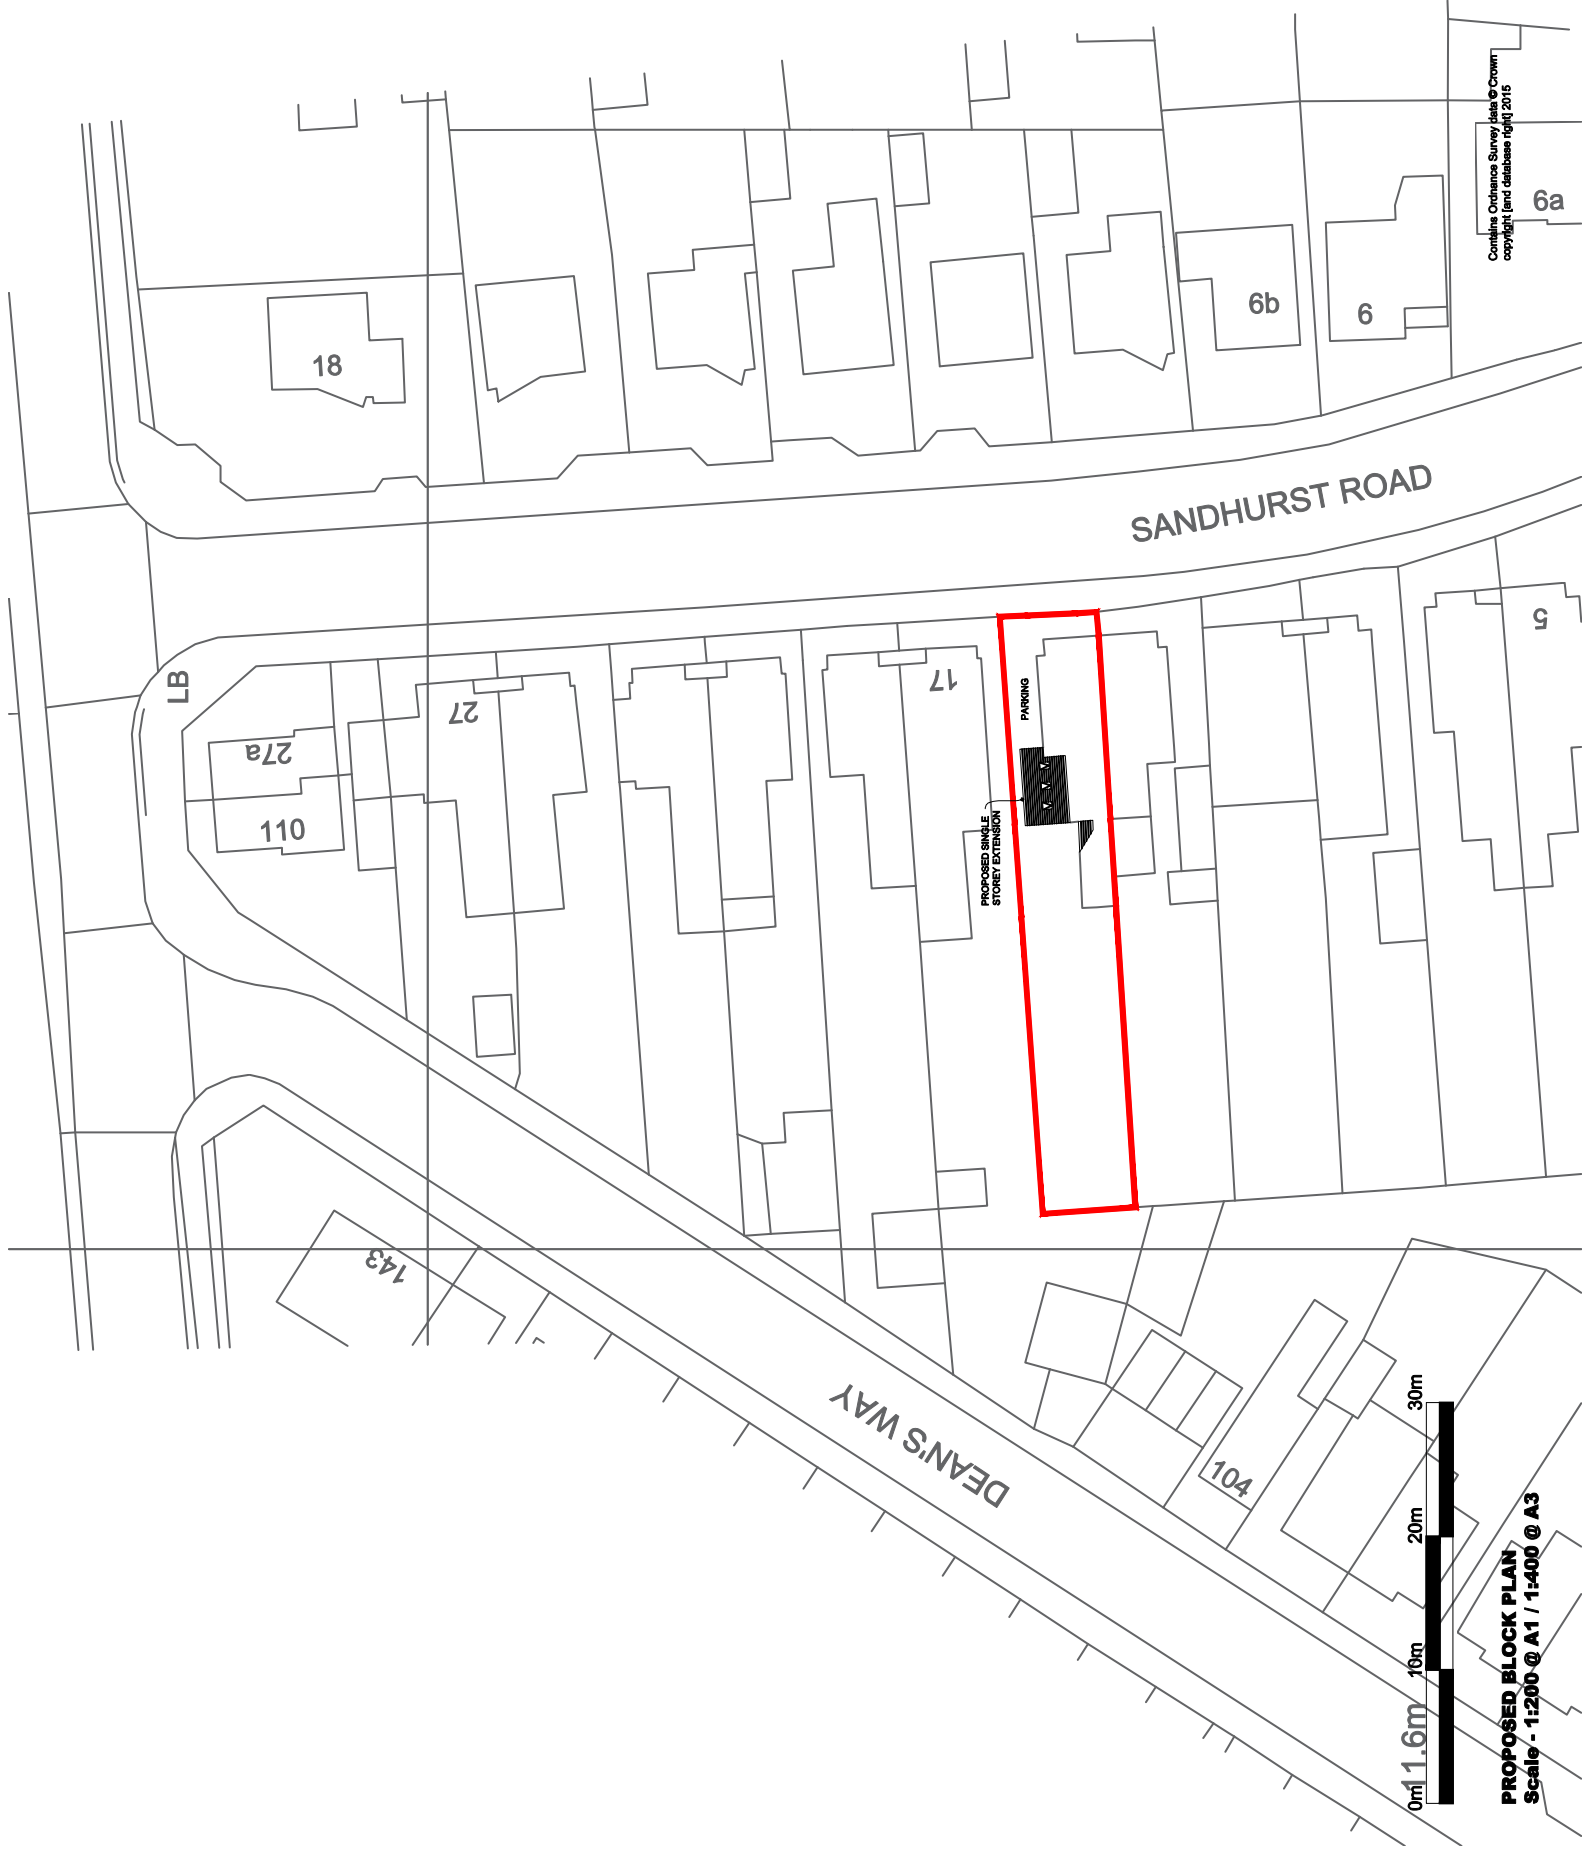 Contains Ordnance Survey data © Crown
copyright [and database right] 2015
6a
6b
6
18
SANDHURST ROAD
5
LB
17
PARKING
27
27a
110
PROPOSED SINGLE
STOREY EXTENSION
143
DEAN'S WAY
104
0m
10m
20m
30m
11.6m
PROPOSED BLOCK PLAN
Scale - 1:200 @ A1 / 1:400 @ A3